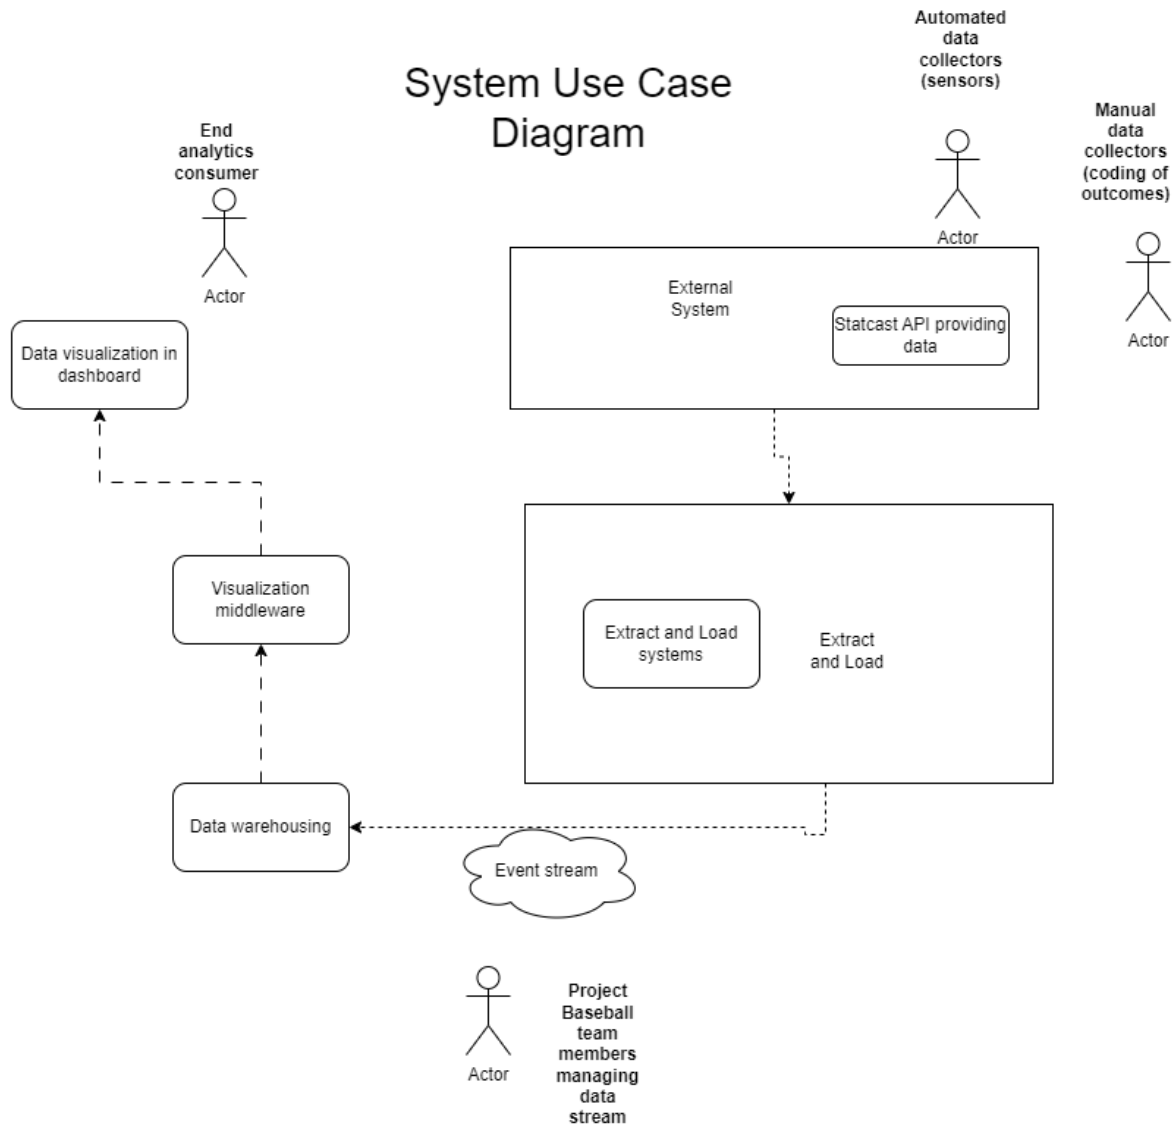 Automated
data
collectors
(sensors)
System Use Case
Diagram
Manual
data
collectors
(coding of
outcomes)
End
analytics
consumer
Actor
Actor
Actor
External
System
Statcast API providing
data
Data visualization in
dashboard
Visualization
middleware
Extract and Load
systems
Extract
and Load
Data warehousing
Event stream
Actor
Project
Baseball
team
members
managing
data
stream